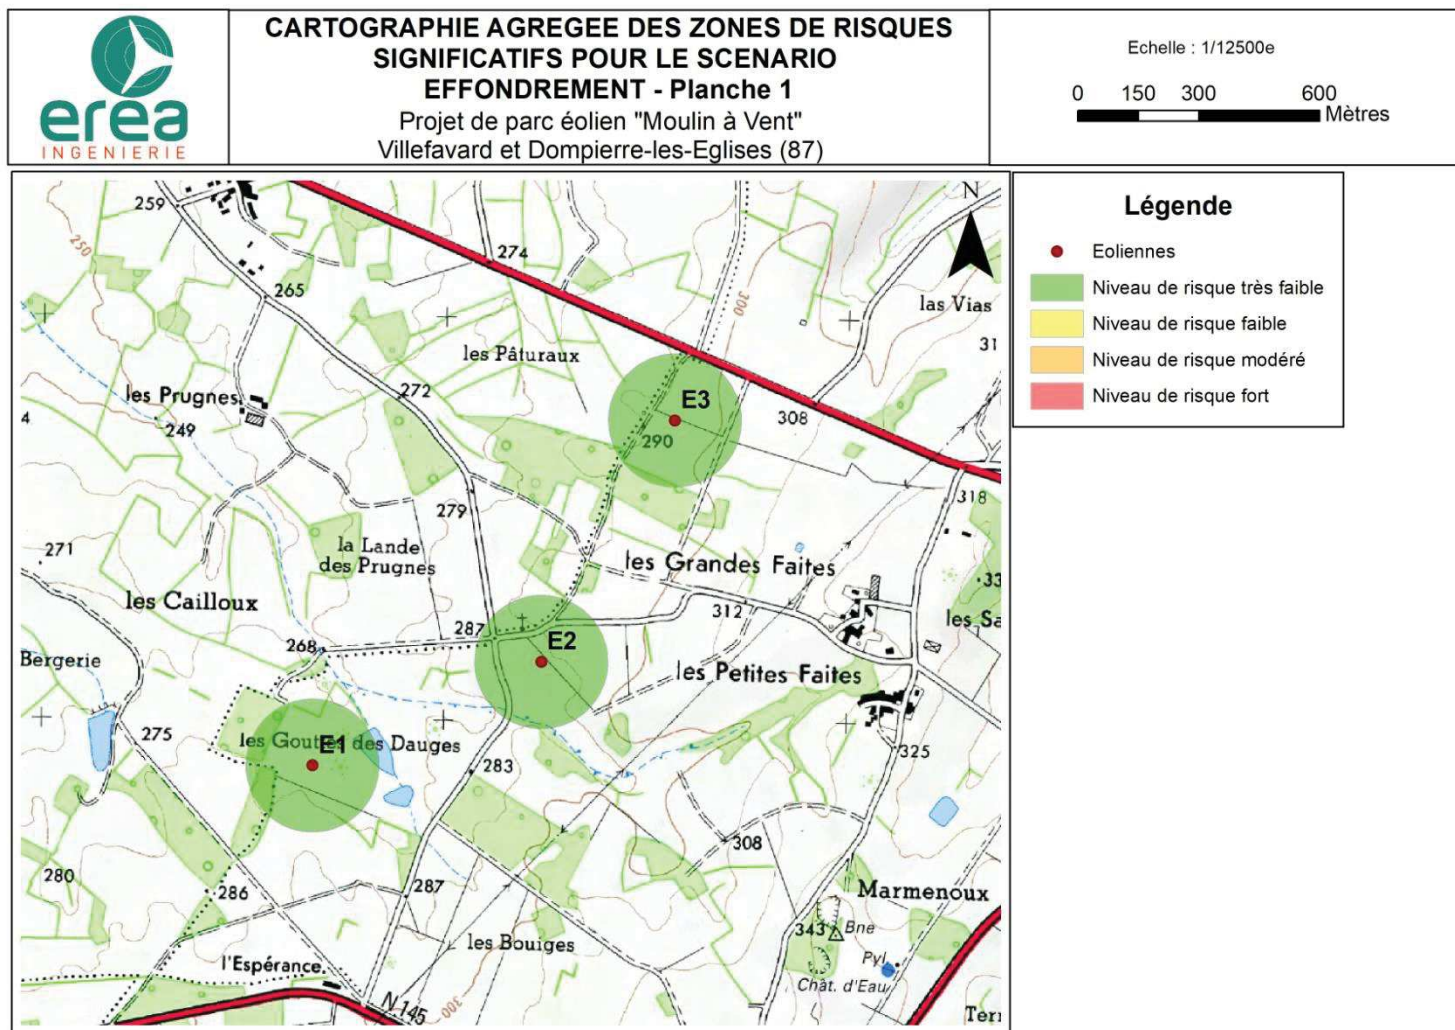 erea
INGENIERIE
CARTOGRAPHIE AGREGEE DES ZONES DE RISQUES
SIGNIFICATIFS POUR LE SCENARIO
EFFONDREMENT - Planche 1
Projet de parc éolien "Moulin à Vent"
Villefavard et Dompierre-les-Eglises (87)
Echelle : 1/12500e
0 150 300 600
Mètres
Légende
Eoliennes
Niveau de risque très faible
Niveau de risque faible
Niveau de risque modéré
Niveau de risque fort
N
259
250
274
265
300
las Vias
31
les Pâturaux
272
les Prugnes
E3
308
4
249
290
318
279
271
la Lande
des Prugnes
les Grandes Faites
33
les Cailloux
312
les Sa
287
268
E2
Bergerie
les Petites Faites
275
les Gouttes des Dauges
E1
325
283
308
280
286
287
Marmenoux
343
Bne
les Bouiges
Pyl
l'Espérance
Chât. d'Eau
N 145
300
Terr